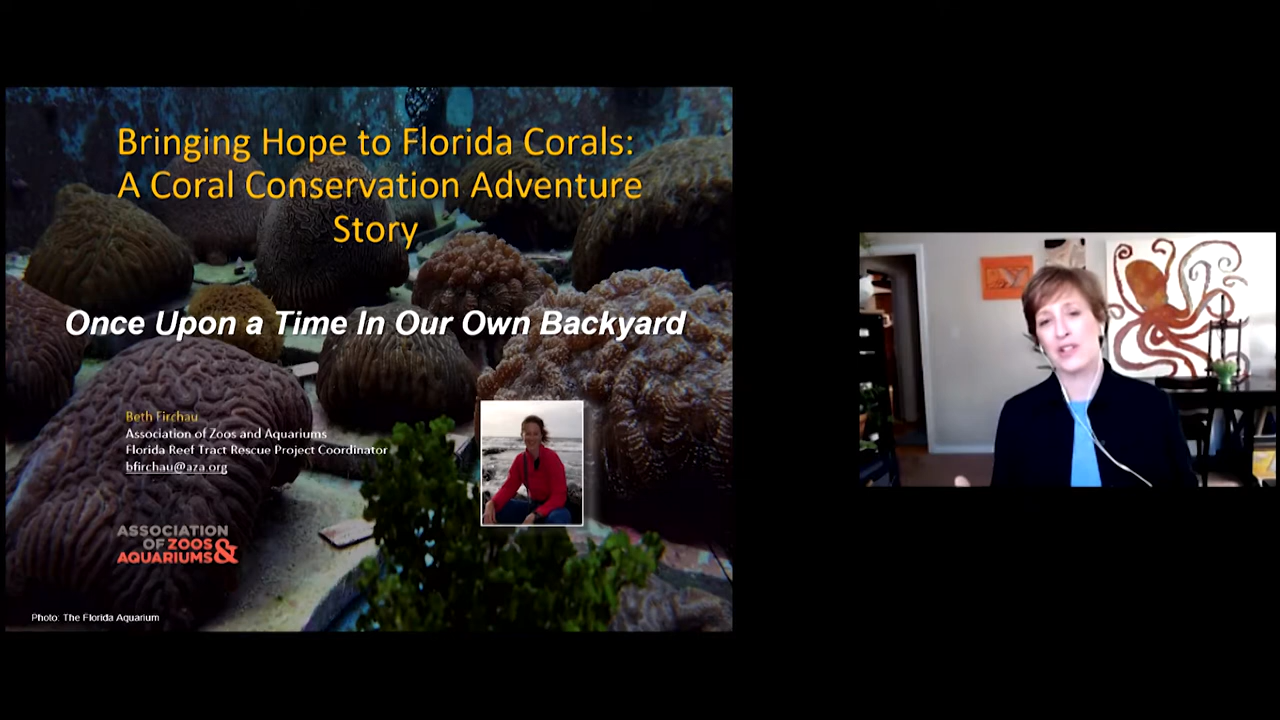 Bringing Hope to Florida Corals:
A Coral Conservation Adventure
Story
Once Upon a Time In Our Own Backyard
Beth Firchau
Association of Zoos and Aquariums
Florida Reef Tract Rescue Project Coordinator
bfirchau@aza.org
ASSOCIATION
OF ZOOS
AQUARIUMS &
Photo: The Florida Aquarium